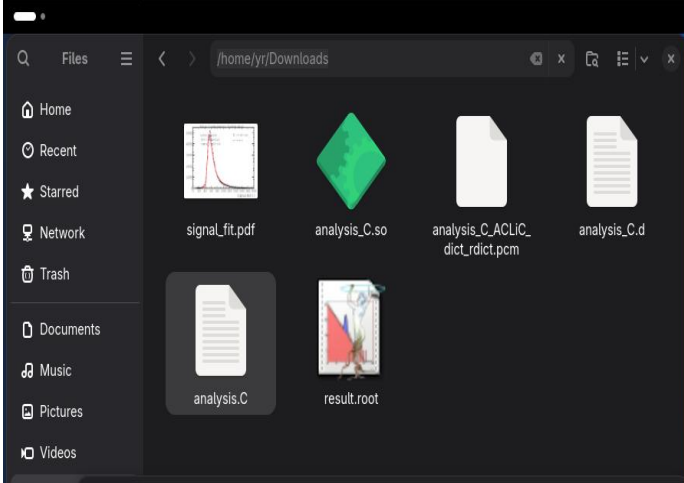 Files
/home/yr/Downloads
Home
Recent
Starred
Network
Trash
Documents
Music
Pictures
Videos
signal_fit.pdf
analysis_C.so
analysis_C_ACLiC_
dict_rdict.pcm
analysis_C.d
analysis.C
result.root